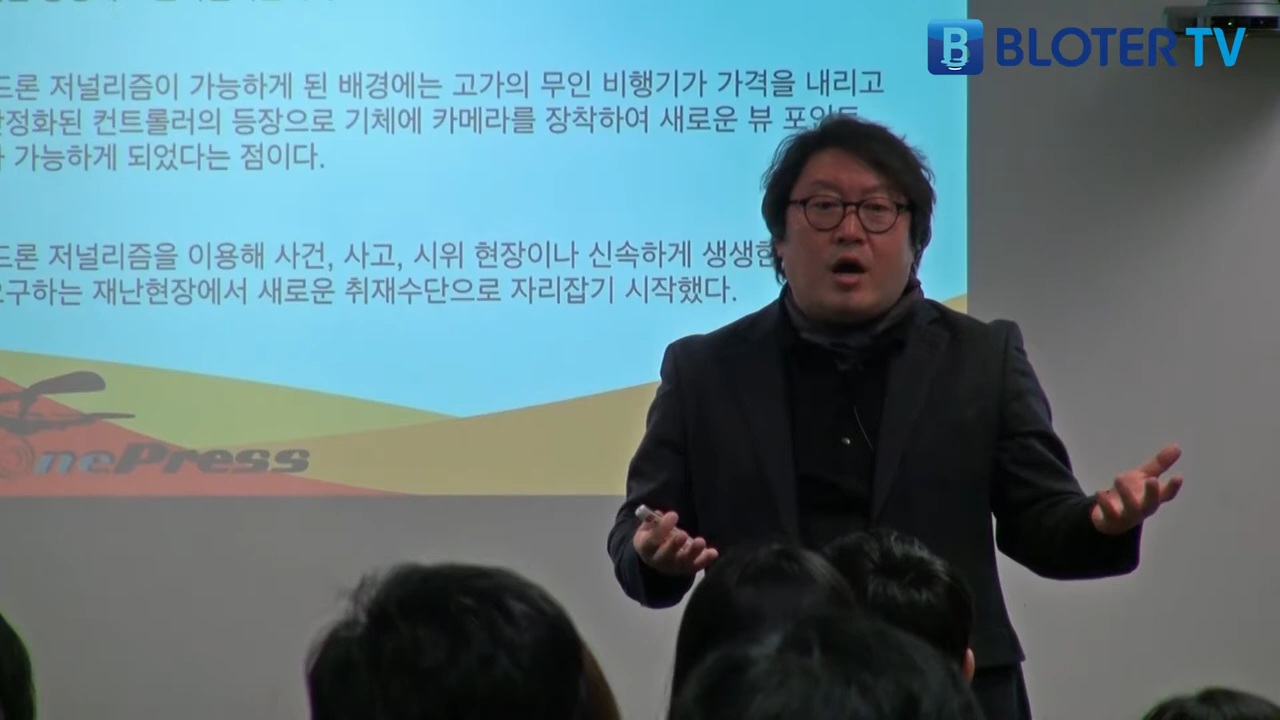 BLOTER TV
드론 저널리즘이 가능하게 된 배경에는 고가의 무인 비행기가 가격을 내리고
안정화된 컨트롤러의 등장으로 기체에 카메라를 장착하여 새로운 뷰 포인트
가능하게 되었다는 점이다.
드론 저널리즘을 이용해 사건, 사고, 시위 현장이나 신속하게 생생한
요구하는 재난현장에서 새로운 취재수단으로 자리잡기 시작했다.
onePress